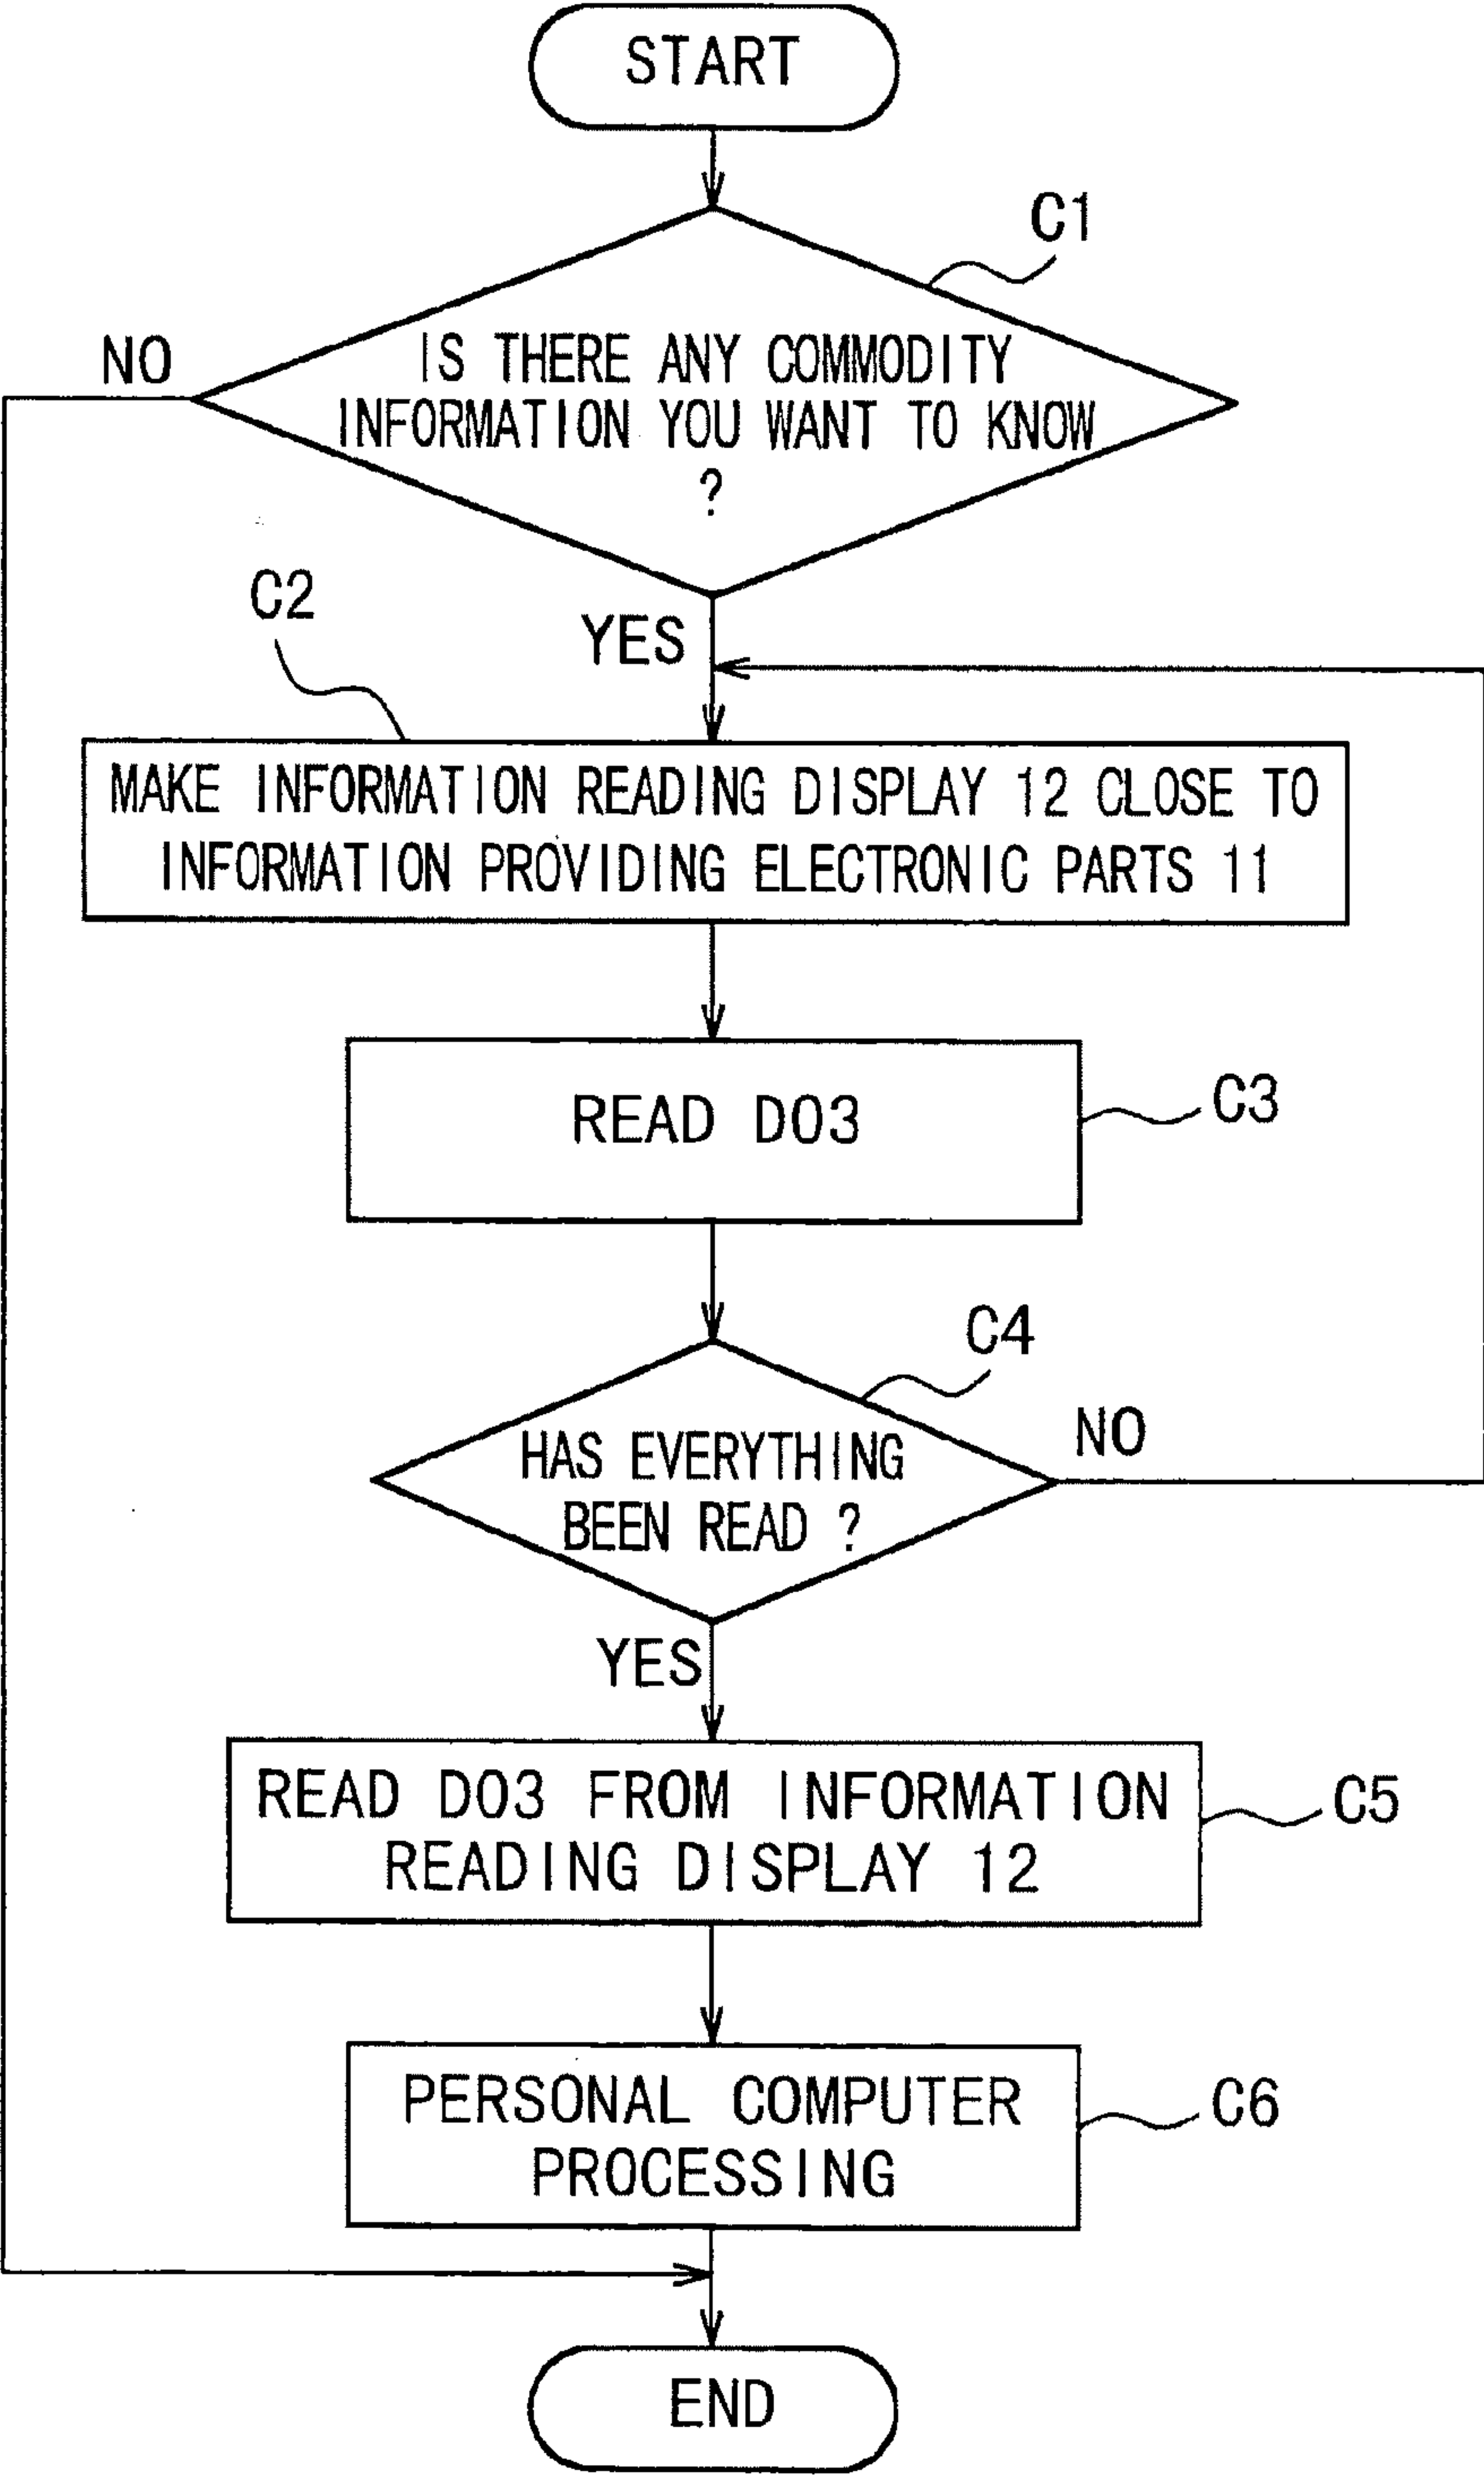 START
C1
NO
IS THERE ANY COMMODITY
INFORMATION YOU WANT TO KNOW
?
C2
YES
MAKE INFORMATION READING DISPLAY 12 CLOSE TO
INFORMATION PROVIDING ELECTRONIC PARTS 11
READ D03
C3
C4
HAS EVERYTHING
BEEN READ ?
NO
YES
READ D03 FROM INFORMATION
READING DISPLAY 12
C5
PERSONAL COMPUTER
PROCESSING
C6
END